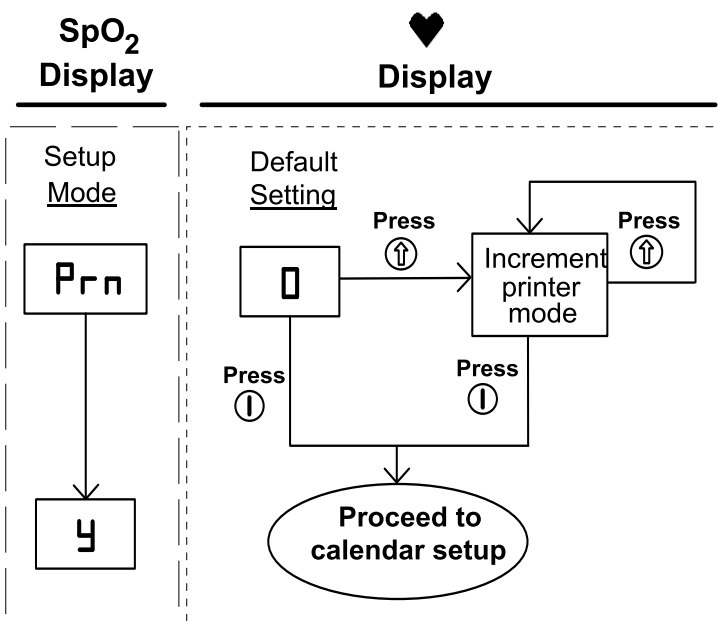 SpO2
Display
Display
Setup
Mode
Default
Setting
Press
Press
Prn
0
Increment
printer
mode
Press
Press
y
Proceed to
calendar setup